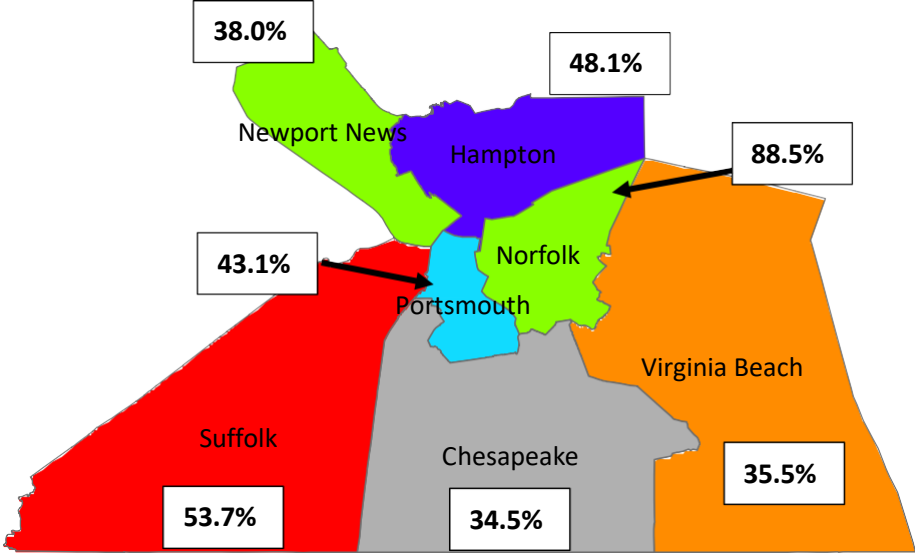 38.0%
48.1%
Newport News
Hampton
88.5%
43.1%
Norfolk
Portsmouth
Virginia Beach
Suffolk
Chesapeake
35.5%
53.7%
34.5%